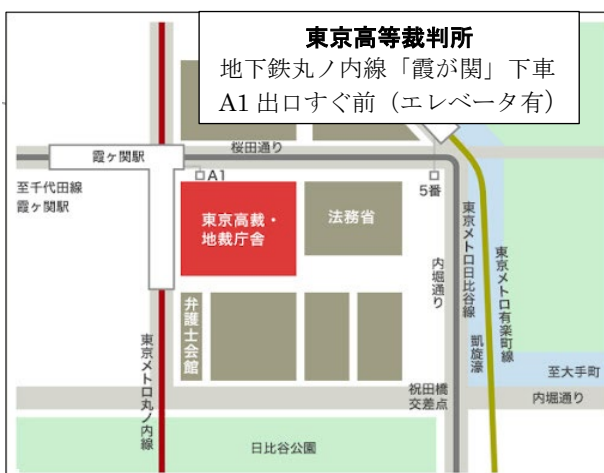 東京高等裁判所
地下鉄丸ノ内線「霞が関」下車
A1 出口すぐ前（エレベータ有）
霞ヶ関駅
桜田通り
A1
5番
至千代田線
霞ヶ関駅
東京高裁・
地裁庁舎
法務省
内堀通り
東京メトロ日比谷線
東京メトロ有楽町線
凱旋濠
弁護士会館
東京メトロ丸ノ内線
至大手町
祝田橋
交差点
内堀通り
日比谷公園